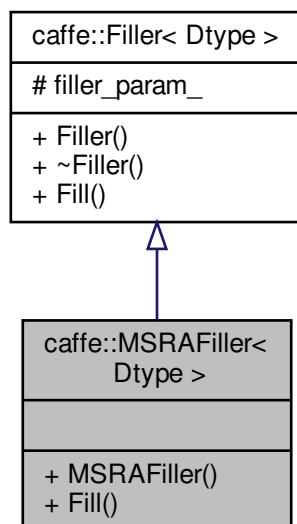 caffe::Filler< Dtype >
# filler_param_
+ Filler()
+ ~Filler()
+ Fill()
caffe::MSRAFiller<
Dtype >
+ MSRAFiller()
+ Fill()